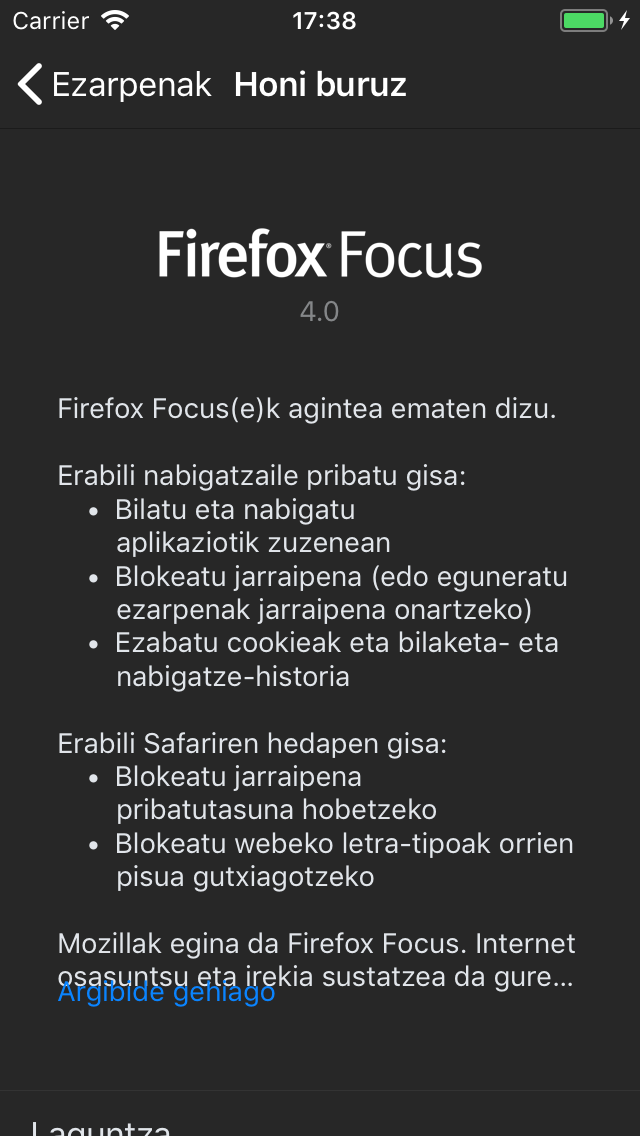 Carrier 17:38
Ezarpenak Honi buruz
Firefox Focus
4.0
Firefox Focus(e)k agintea ematen dizu.
Erabili nabigatzaile pribatu gisa:
• Bilatu eta nabigatu
aplikaziotik zuzenean
• Blokeatu jarraipena (edo eguneratu
ezarpenak jarraipena onartzeko)
• Ezabatu cookieak eta bilaketa- eta
nabigatze-historia
Erabili Safariren hedapen gisa:
• Blokeatu jarraipena
pribatutasuna hobetzeko
• Blokeatu webeko letra-tipoak orrien
pisua gutxiagotzeko
Mozillak egina da Firefox Focus. Internet
osasuntsu eta irekia sustatzea da gure...
Argibide gehiago
Laguntza